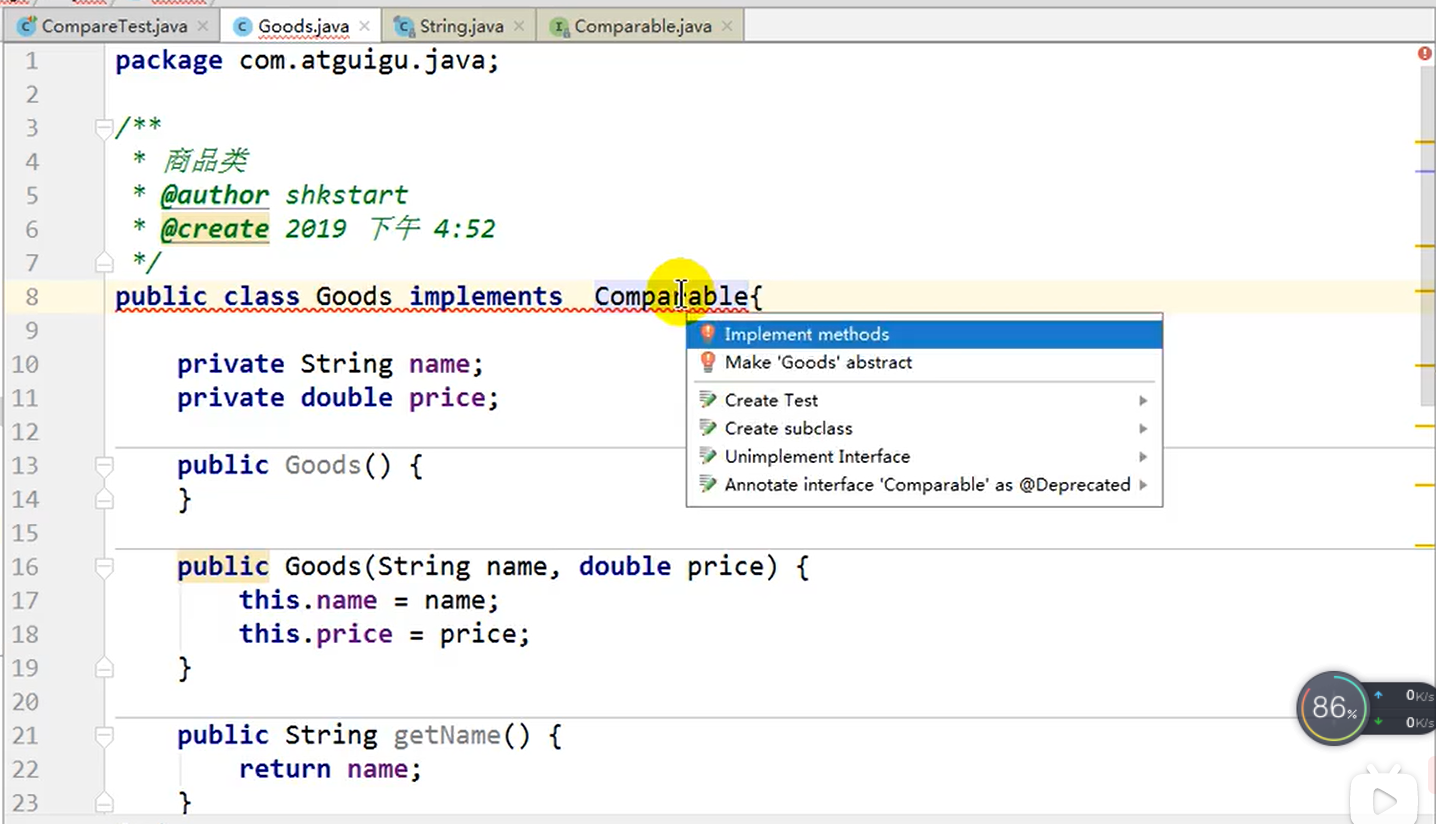 CompareTest.java
Goods.java
String.java
Comparable.java
1 package com.atguigu.java;
2
3 /**
4 * 商品类
5 * @author shkstart
6 * @create 2019 下午 4:52
7 */
8 public class Goods implements  Comparable{
9
Implement methods
Make 'Goods' abstract
Create Test
Create subclass
Unimplement Interface
Annotate interface 'Comparable' as @Deprecated
10 private String name;
11 private double price;
12
13 public Goods() {
14 }
15
16 public Goods(String name, double price) {
17 this.name = name;
18 this.price = price;
19 }
20
21 public String getName() {
22 return name;
23 }
86%
0K/s
0K/s